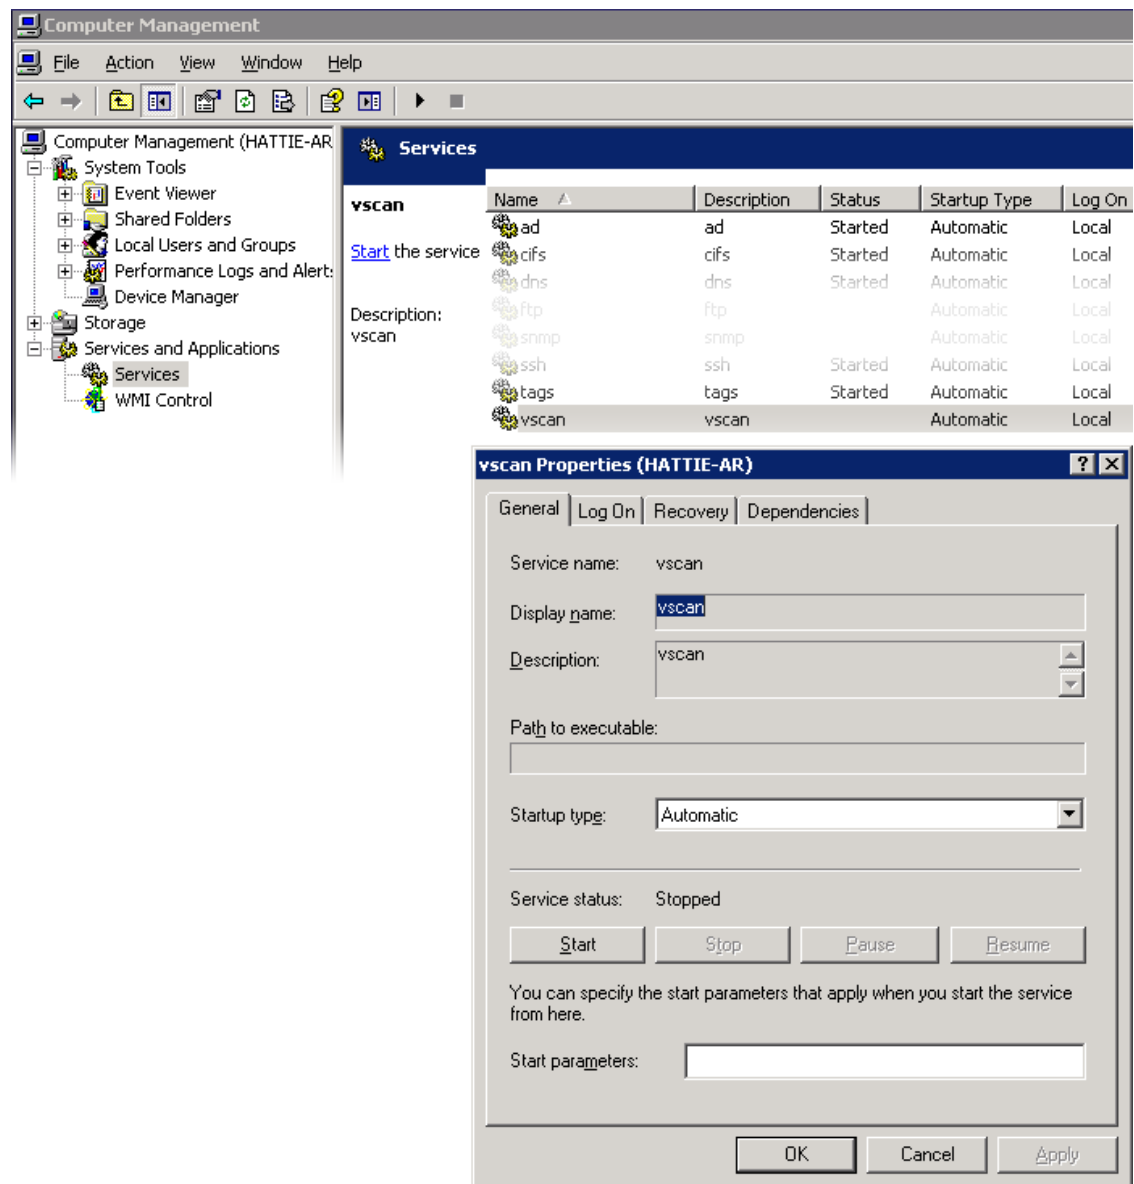 Computer Management
File Action View Window Help
Computer Management (HATTIE-AR
System Tools
Event Viewer
Shared Folders
Local Users and Groups
Performance Logs and Alert
Device Manager
Storage
Services and Applications
Services
WMI Control
Services
vscan
Start the service
Description:
vscan
Name Description Status Startup Type Log On
ad ad Started Automatic Local
cifs cifs Started Automatic Local
dns dns Started Automatic Local
ftp ftp Automatic Local
snmp snmp Automatic Local
ssh ssh Started Automatic Local
tags tags Started Automatic Local
vscan vscan Automatic Local
vscan Properties (HATTIE-AR)
General Log On Recovery Dependencies
Service name: vscan
Display name: vscan
Description: vscan
Path to executable:
Startup type: Automatic
Service status: Stopped
Start Stop Pause Resume
You can specify the start parameters that apply when you start the service
from here.
Start parameters:
OK Cancel Apply